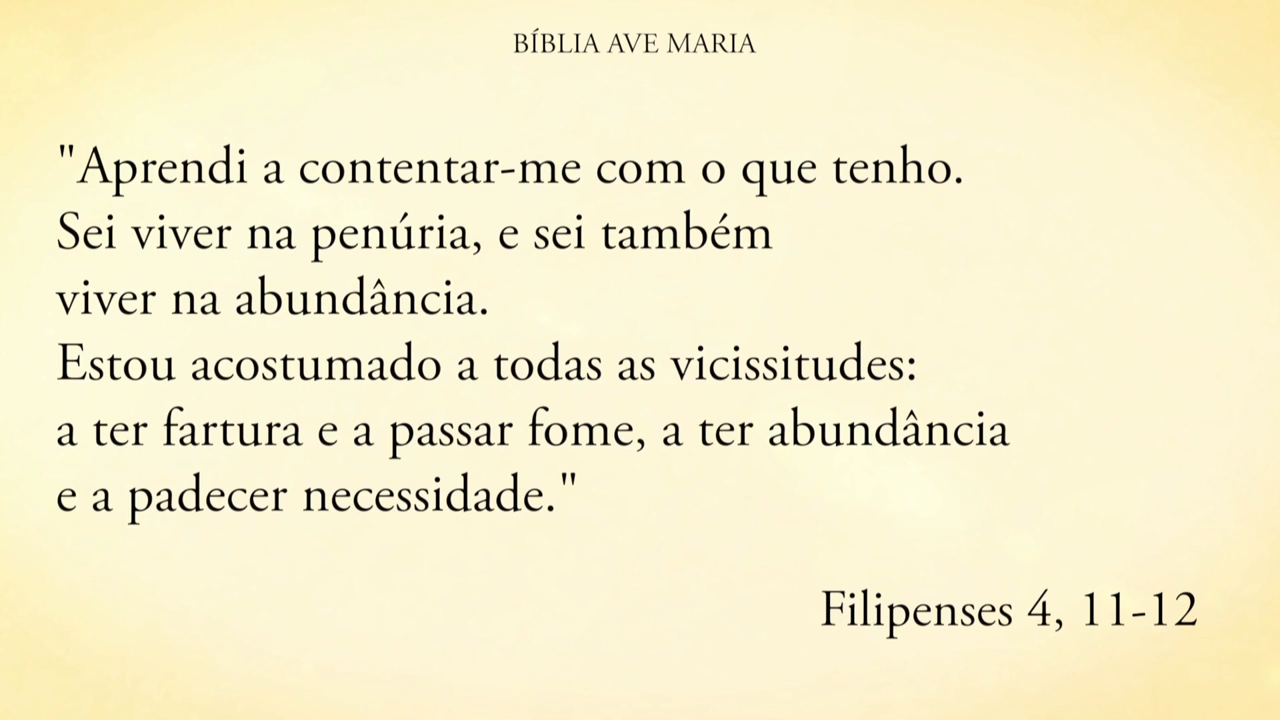 BÍBLIA AVE MARIA
"Aprendi a contentar-me com o que tenho.
Sei viver na penúria, e sei também
viver na abundância.
Estou acostumado a todas as vicissitudes:
a ter fartura e a passar fome, a ter abundância
e a padecer necessidade."
Filipenses 4, 11-12